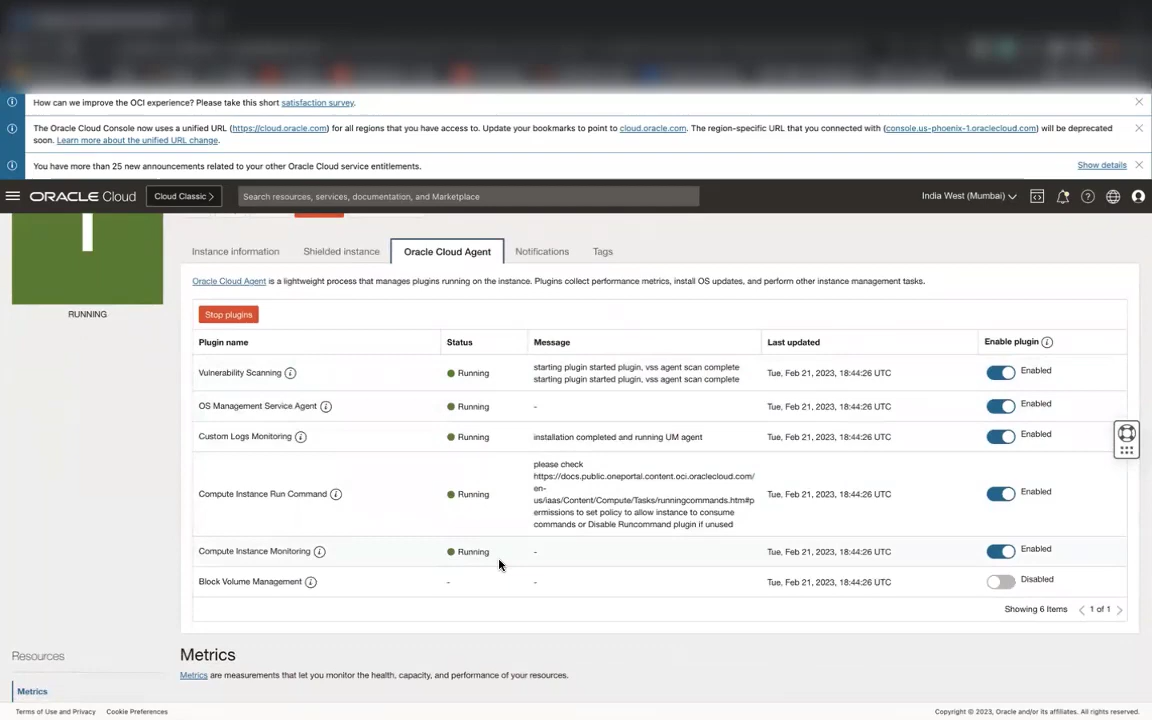 How can we improve the OCI experience? Please take this short satisfaction survey.
The Oracle Cloud Console now uses a unified URL (https://cloud.oracle.com) for all regions that you have access to. Update your bookmarks to point to cloud.oracle.com. The region-specific URL that you connected with (console.us-phoenix-1.oraclecloud.com) will be deprecated
soon. Learn more about the unified URL change.
You have more than 25 new announcements related to your other Oracle Cloud service entitlements.
Show details
ORACLE Cloud
Cloud Classic >
Search resources, services, documentation, and Marketplace
India West (Mumbai)
RUNNING
Instance information
Shielded instance
Oracle Cloud Agent
Notifications
Tags
Oracle Cloud Agent is a lightweight process that manages plugins running on the instance. Plugins collect performance metrics, install OS updates, and perform other instance management tasks.
Stop plugins
Plugin name Status Message Last updated Enable plugin
Vulnerability Scanning Running starting plugin started plugin, vss agent scan complete
starting plugin started plugin, vss agent scan complete Tue, Feb 21, 2023, 18:44:26 UTC Enabled
OS Management Service Agent Running - Tue, Feb 21, 2023, 18:44:26 UTC Enabled
Custom Logs Monitoring Running installation completed and running UM agent Tue, Feb 21, 2023, 18:44:26 UTC Enabled
Compute Instance Run Command Running please check
https://docs.public.oneportal.content.oci.oraclecloud.com/
en-
us/iaas/Content/Compute/Tasks/runningcommands.htm#p
ermissions to set policy to allow instance to consume
commands or Disable Runcommand plugin if unused Tue, Feb 21, 2023, 18:44:26 UTC Enabled
Compute Instance Monitoring Running - Tue, Feb 21, 2023, 18:44:26 UTC Enabled
Block Volume Management - - Tue, Feb 21, 2023, 18:44:26 UTC Disabled
Showing 6 Items < 1 of 1 >
Resources
Metrics
Metrics
Metrics are measurements that let you monitor the health, capacity, and performance of your resources.
Terms of Use and Privacy
Cookie Preferences
Copyright © 2023, Oracle and/or its affiliates. All rights reserved.